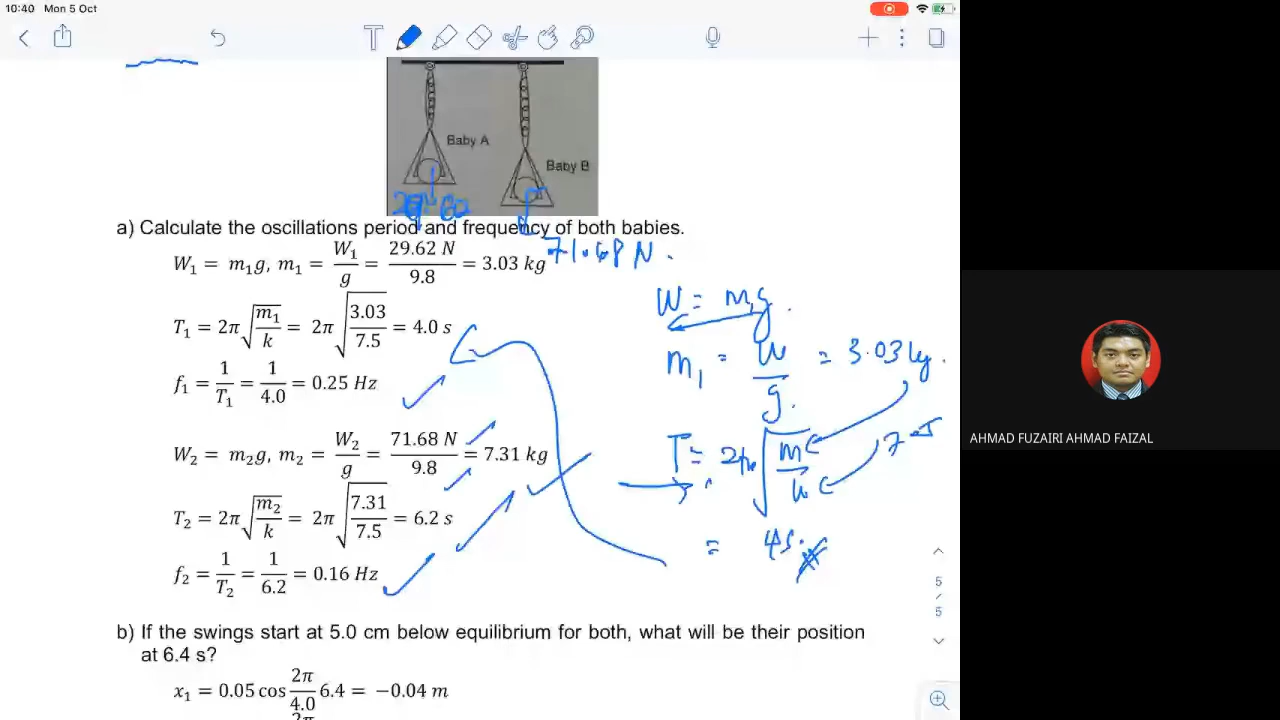 10:40 Mon 5 Oct
Baby A
Baby B
a) Calculate the oscillations period and frequency of both babies.
71.68 N.
W₁ = m₁g, m₁ = W₁/g = 29.62 N/9.8 = 3.03 kg
W = m₁g.
T₁ = 2π√(m₁/k) = 2π√(3.03/7.5) = 4.0 s
m₁ = W/g. = 3.03 kg.
f₁ = 1/T₁ = 1/4.0 = 0.25 Hz
W₂ = m₂g, m₂ = W₂/g = 71.68 N/9.8 = 7.31 kg
T₂ = 2π√(m₂/k) = 2π√(7.31/7.5) = 6.2 s
= 4s.
f₂ = 1/T₂ = 1/6.2 = 0.16 Hz
b) If the swings start at 5.0 cm below equilibrium for both, what will be their position
at 6.4 s?
x₁ = 0.05 cos 2π/4.0 6.4 = −0.04 m
5
/
5
AHMAD FUZAIRI AHMAD FAIZAL